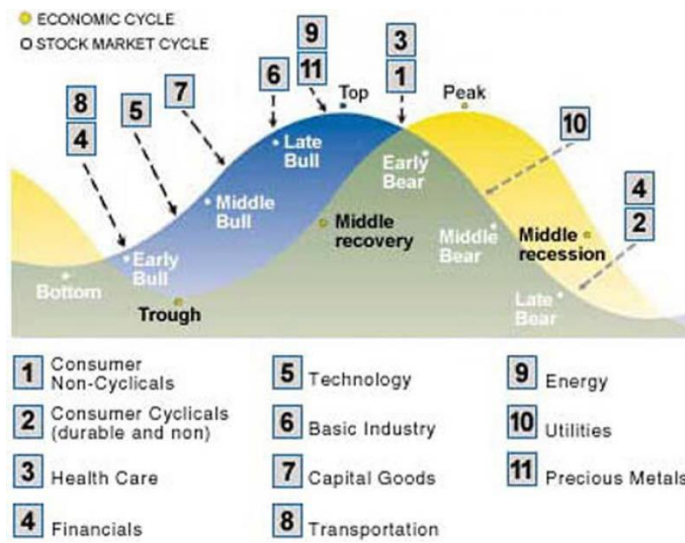 ECONOMIC CYCLE
STOCK MARKET CYCLE
9
11
3
1
6
Top
Peak
8
4
5
7
10
Late
Bull
Early
Bear
4
2
Middle
Bull
Middle
recovery
Middle
Bear
Middle
recession
Early
Bull
Bottom
Trough
Late
Bear
1 Consumer
Non-Cyclicals
2 Consumer Cyclicals
(durable and non)
3 Health Care
4 Financials
5 Technology
6 Basic Industry
7 Capital Goods
8 Transportation
9 Energy
10 Utilities
11 Precious Metals